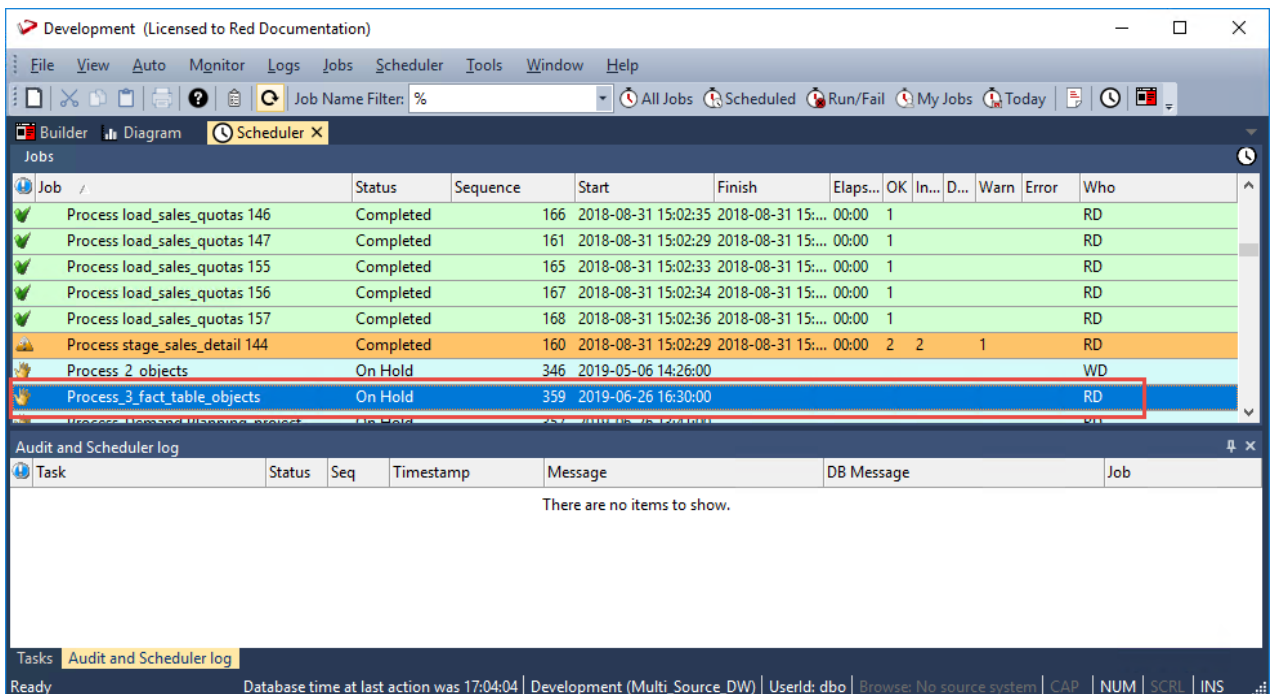 Development (Licensed to Red Documentation)
File View Auto Monitor Logs Jobs Scheduler Tools Window Help
Job Name Filter: % All Jobs Scheduled Run/Fail My Jobs Today
Builder Diagram Scheduler
Jobs
Job Status Sequence Start Finish Elaps... OK In... D... Warn Error Who
Process load_sales_quotas 146 Completed 166 2018-08-31 15:02:35 2018-08-31 15:... 00:00 1 RD
Process load_sales_quotas 147 Completed 161 2018-08-31 15:02:29 2018-08-31 15:... 00:00 1 RD
Process load_sales_quotas 155 Completed 165 2018-08-31 15:02:33 2018-08-31 15:... 00:00 1 RD
Process load_sales_quotas 156 Completed 167 2018-08-31 15:02:34 2018-08-31 15:... 00:00 1 RD
Process load_sales_quotas 157 Completed 168 2018-08-31 15:02:36 2018-08-31 15:... 00:00 1 RD
Process stage_sales_detail 144 Completed 160 2018-08-31 15:02:29 2018-08-31 15:... 00:00 2 2 1 RD
Process_2_objects On Hold 346 2019-05-06 14:26:00 WD
Process_3_fact_table_objects On Hold 359 2019-06-26 16:30:00 RD
On Hold
Audit and Scheduler log
Task Status Seq Timestamp Message DB Message Job
There are no items to show.
Tasks Audit and Scheduler log
Ready Database time at last action was 17:04:04 Development (Multi_Source_DW) UserId: dbo Browse: No source system CAP NUM SCRL INS